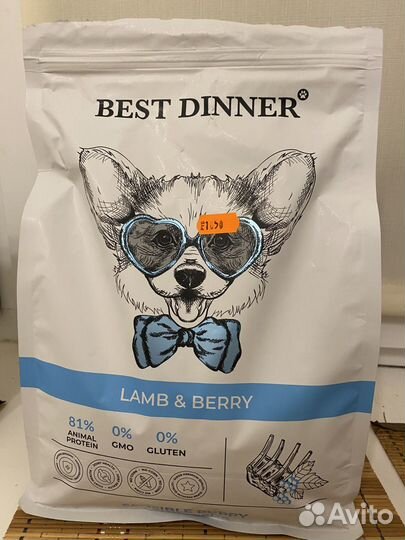 BEST DINNER
LAMB & BERRY
81%
ANIMAL
PROTEIN
0%
GMO
0%
GLUTEN
Avito